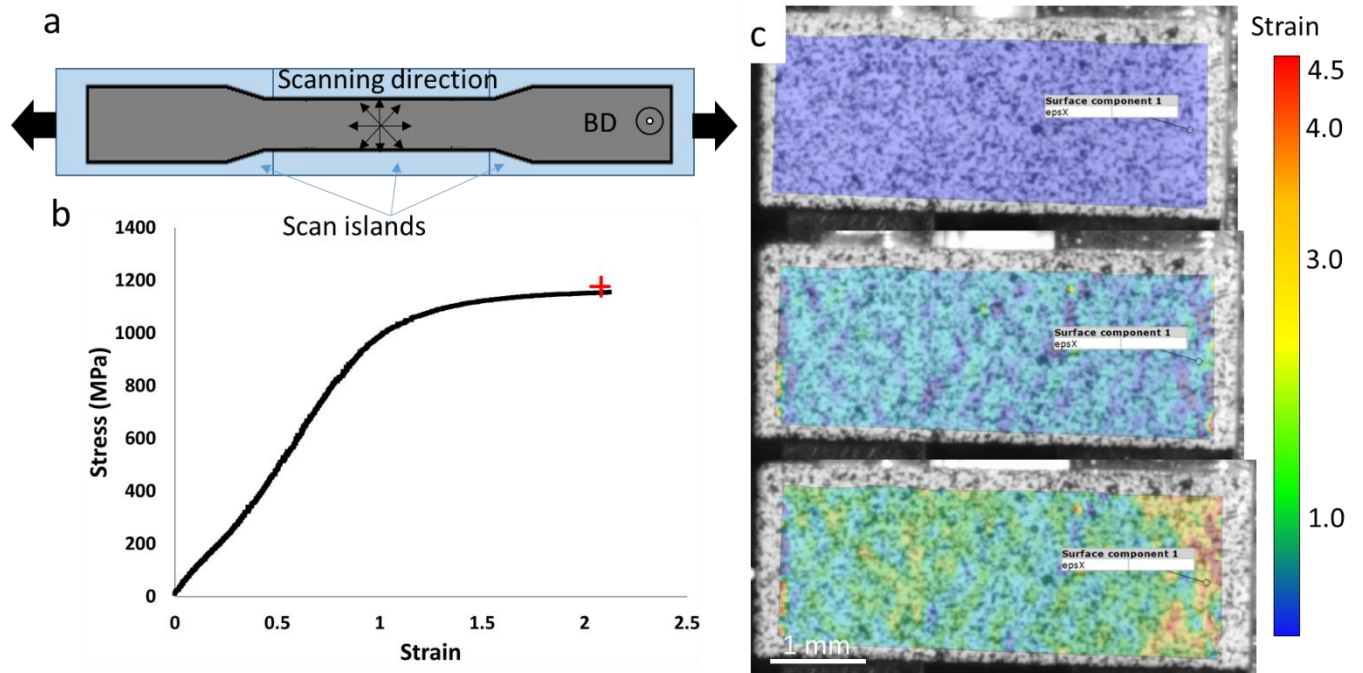 a
Scanning direction
BD
Scan islands
b
1400
1200
1000
800
600
400
200
0
Stress (MPa)
0
0.5
1
1.5
2
2.5
Strain
c
Surface component 1
epsX
Surface component 1
epsX
Surface component 1
epsX
1 mm
Strain
4.5
4.0
3.0
1.0